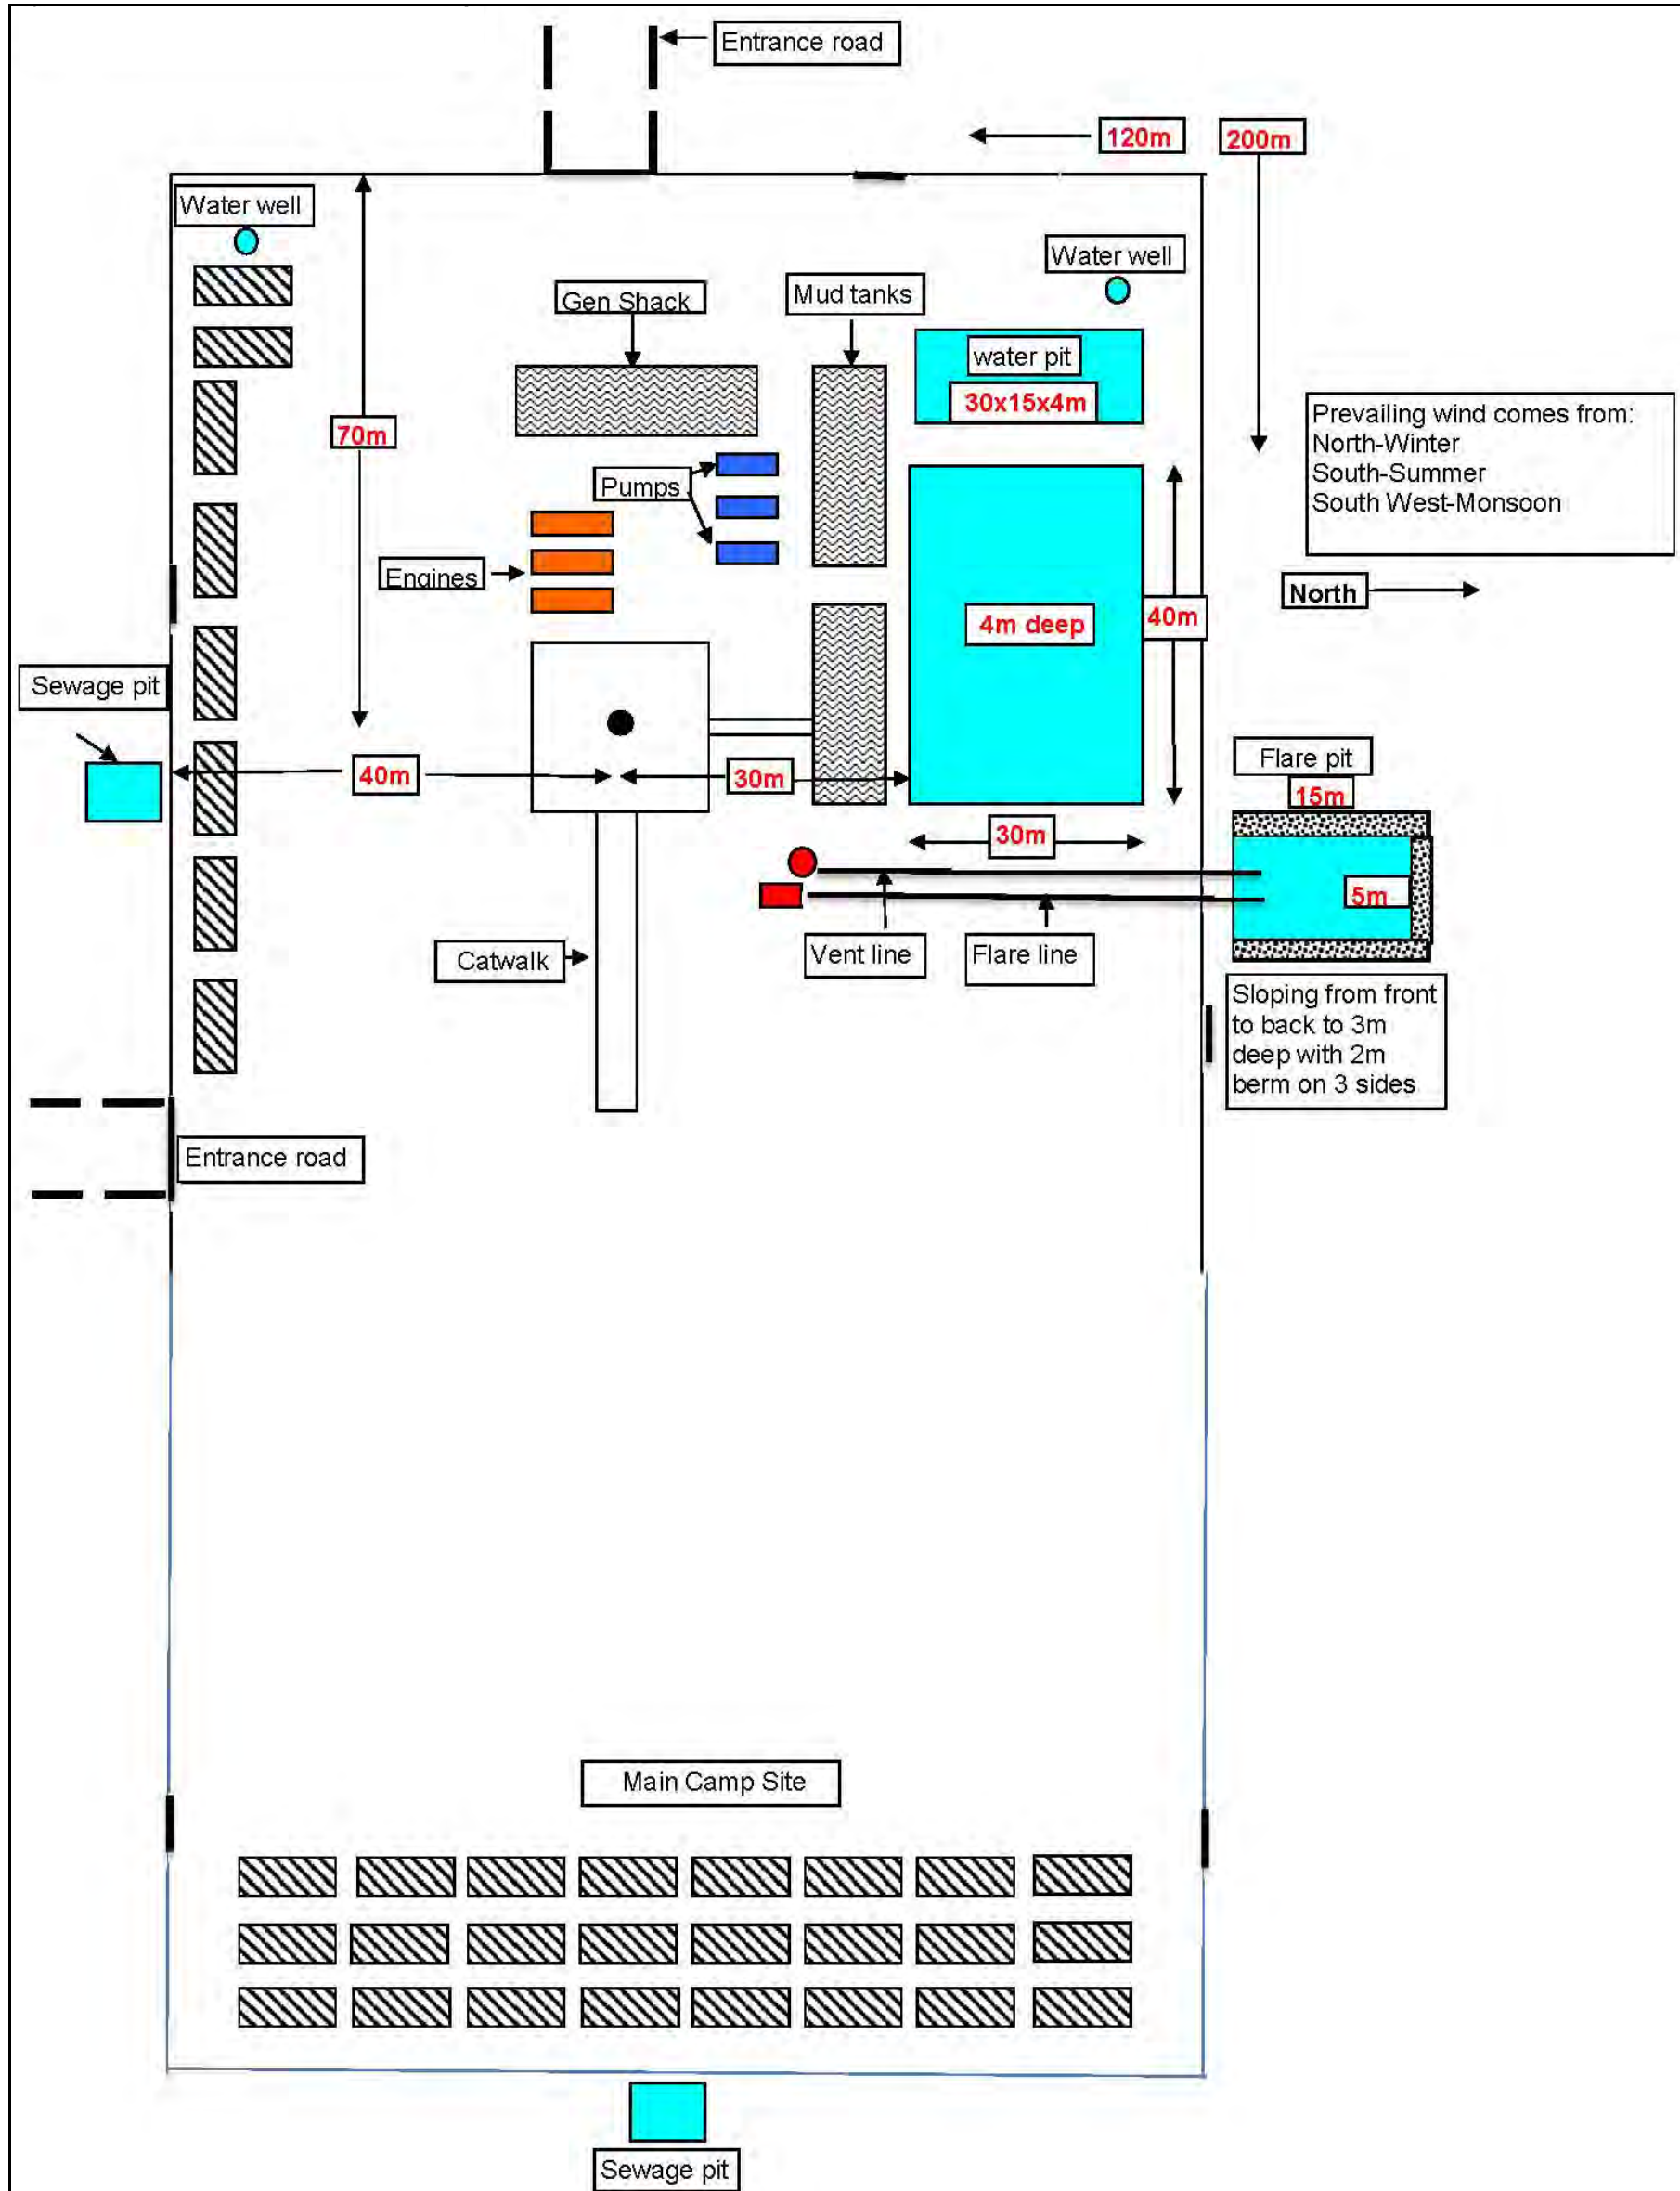 Entrance road
120m
200m
Water well
Water well
Gen Shack
Mud tanks
water pit
30x15x4m
Prevailing wind comes from:
North-Winter
South-Summer
South West-Monsoon
70m
Pumps
Engines
North
4m deep
40m
Sewage pit
40m
30m
Flare pit
15m
30m
5m
Catwalk
Vent line
Flare line
Sloping from front
to back to 3m
deep with 2m
berm on 3 sides
Entrance road
Main Camp Site
Sewage pit